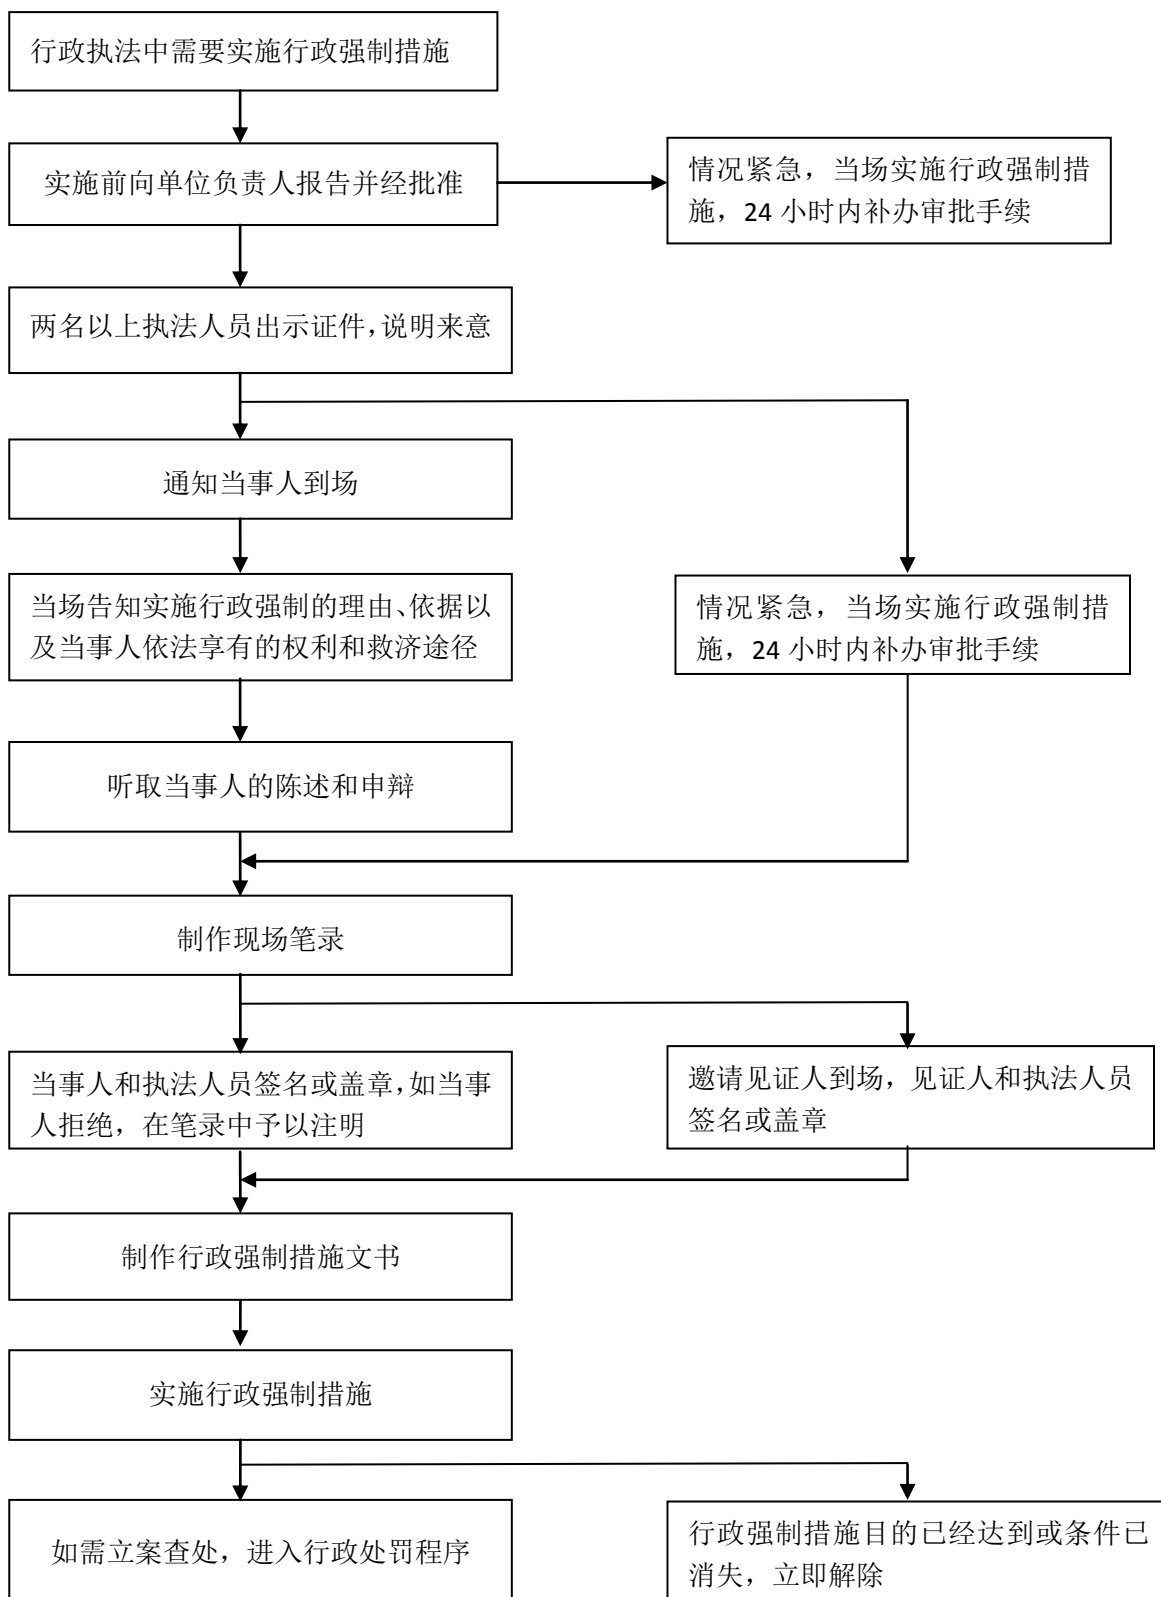 行政执法中需要实施行政强制措施
实施前向单位负责人报告并经批准
情况紧急，当场实施行政强制措
施，24 小时内补办审批手续
两名以上执法人员出示证件，说明来意
通知当事人到场
当场告知实施行政强制的理由、依据以
及当事人依法享有的权利和救济途径
情况紧急，当场实施行政强制措
施，24 小时内补办审批手续
听取当事人的陈述和申辩
制作现场笔录
当事人和执法人员签名或盖章，如当事
人拒绝，在笔录中予以注明
邀请见证人到场，见证人和执法人员
签名或盖章
制作行政强制措施文书
实施行政强制措施
如需立案查处，进入行政处罚程序
行政强制措施目的已经达到或条件已
消失，立即解除